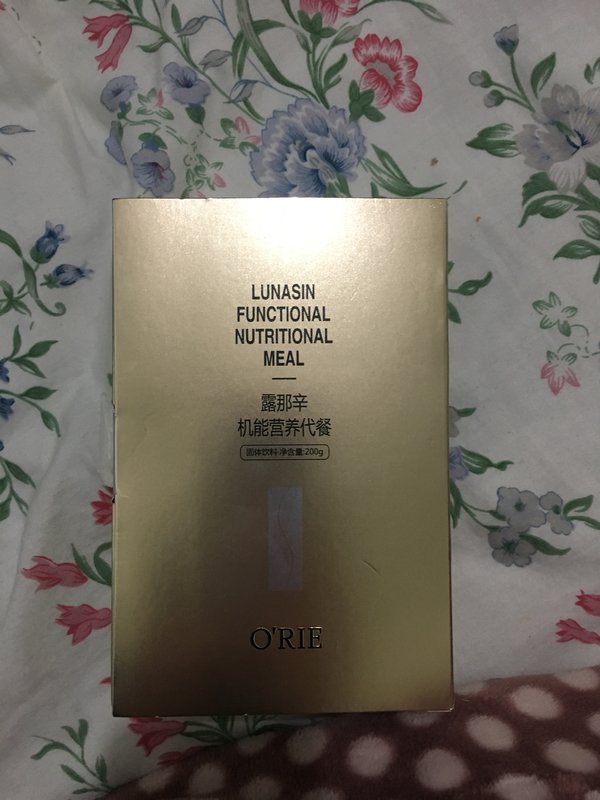 LUNASIN
FUNCTIONAL
NUTRITIONAL
MEAL
露那辛
机能营养代餐
固体饮料·净含量:200g
O'RIE